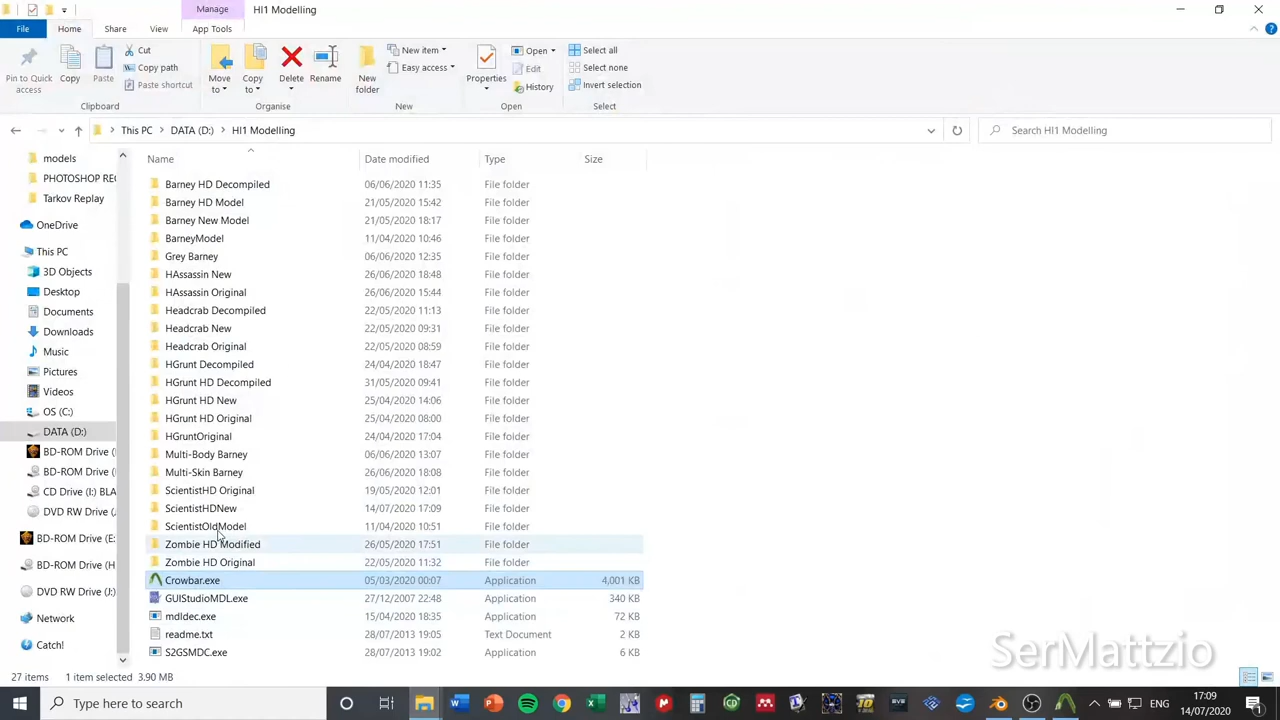 Manage
HI1 Modelling
File
Home
Share
View
App Tools
Pin to Quick access
Copy
Paste
Cut
Copy path
Paste shortcut
Clipboard
Move to
Copy to
Delete
Rename
Organise
New folder
New item
Easy access
New
Properties
Open
Edit
History
Open
Select all
Select none
Invert selection
Select
This PC
DATA (D:)
HI1 Modelling
Search HI1 Modelling
models
PHOTOSHOP REC
Tarkov Replay
OneDrive
This PC
3D Objects
Desktop
Documents
Downloads
Music
Pictures
Videos
OS (C:)
DATA (D:)
BD-ROM Drive (
BD-ROM Drive (
CD Drive (I:) BLA
DVD RW Drive (
BD-ROM Drive (E:
BD-ROM Drive (H
DVD RW Drive (J:)
Network
Catch!
Name Date modified Type Size
Barney HD Decompiled 06/06/2020 11:35 File folder
Barney HD Model 21/05/2020 15:42 File folder
Barney New Model 21/05/2020 18:17 File folder
BarneyModel 11/04/2020 10:46 File folder
Grey Barney 06/06/2020 12:35 File folder
HAssassin New 26/06/2020 18:48 File folder
HAssassin Original 26/06/2020 15:44 File folder
Headcrab Decompiled 22/05/2020 11:13 File folder
Headcrab New 22/05/2020 09:31 File folder
Headcrab Original 22/05/2020 08:59 File folder
HGrunt Decompiled 24/04/2020 18:47 File folder
HGrunt HD Decompiled 31/05/2020 09:41 File folder
HGrunt HD New 25/04/2020 14:06 File folder
HGrunt HD Original 25/04/2020 08:00 File folder
HGruntOriginal 24/04/2020 17:04 File folder
Multi-Body Barney 06/06/2020 13:07 File folder
Multi-Skin Barney 26/06/2020 18:08 File folder
ScientistHD Original 19/05/2020 12:01 File folder
ScientistHDNew 14/07/2020 17:09 File folder
ScientistOldModel 11/04/2020 10:51 File folder
Zombie HD Modified 26/05/2020 17:51 File folder
Zombie HD Original 22/05/2020 11:32 File folder
Crowbar.exe 05/03/2020 00:07 Application 4,001 KB
GUIStudioMDL.exe 27/12/2007 22:48 Application 340 KB
mdldec.exe 15/04/2020 18:35 Application 72 KB
readme.txt 28/07/2013 19:05 Text Document 2 KB
S2GSMDC.exe 28/07/2013 19:02 Application 6 KB
SerMattzio
27 items 1 item selected 3.90 MB
Type here to search
ENG
17:09
14/07/2020